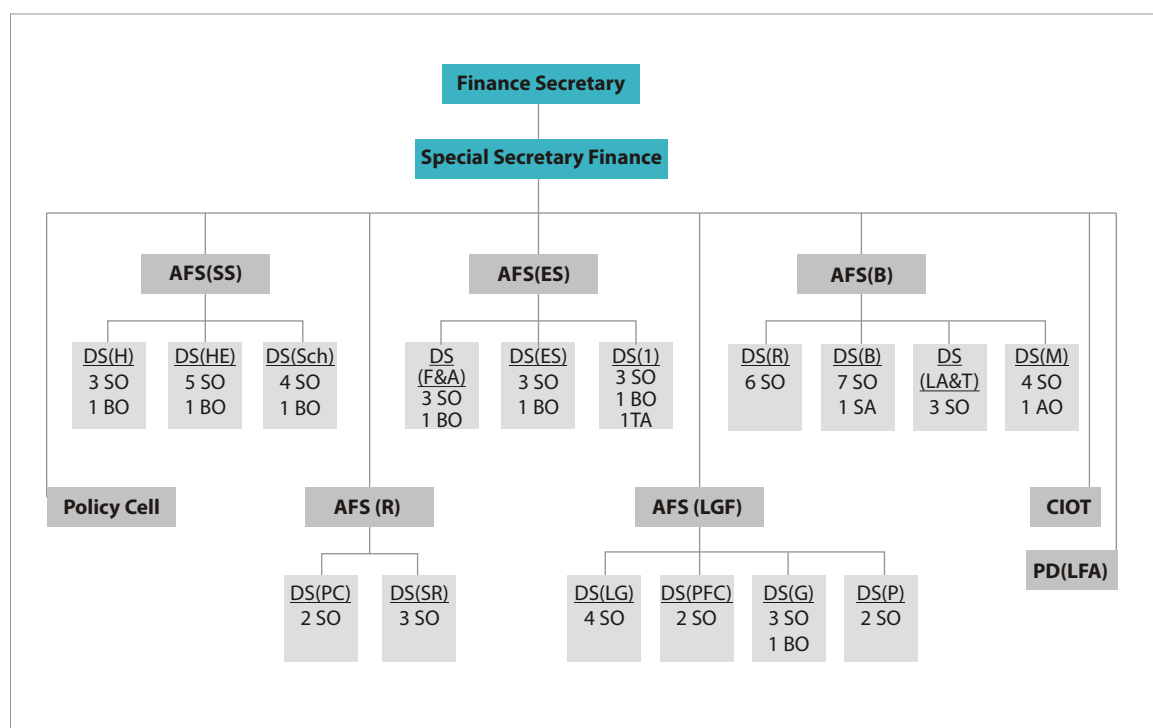 Finance Secretary
Special Secretary Finance
AFS(SS)
AFS(ES)
AFS(B)
DS(H)
3 SO
1 BO
DS(HE)
5 SO
1 BO
DS(Sch)
4 SO
1 BO
DS
(F&A)
3 SO
1 BO
DS(ES)
3 SO
1 BO
DS(1)
3 SO
1 BO
1TA
DS(R)
6 SO
DS(B)
7 SO
1 SA
DS
(LA&T)
3 SO
DS(M)
4 SO
1 AO
Policy Cell
AFS (R)
AFS (LGF)
CIOT
PD(LFA)
DS(PC)
2 SO
DS(SR)
3 SO
DS(LG)
4 SO
DS(PFC)
2 SO
DS(G)
3 SO
1 BO
DS(P)
2 SO